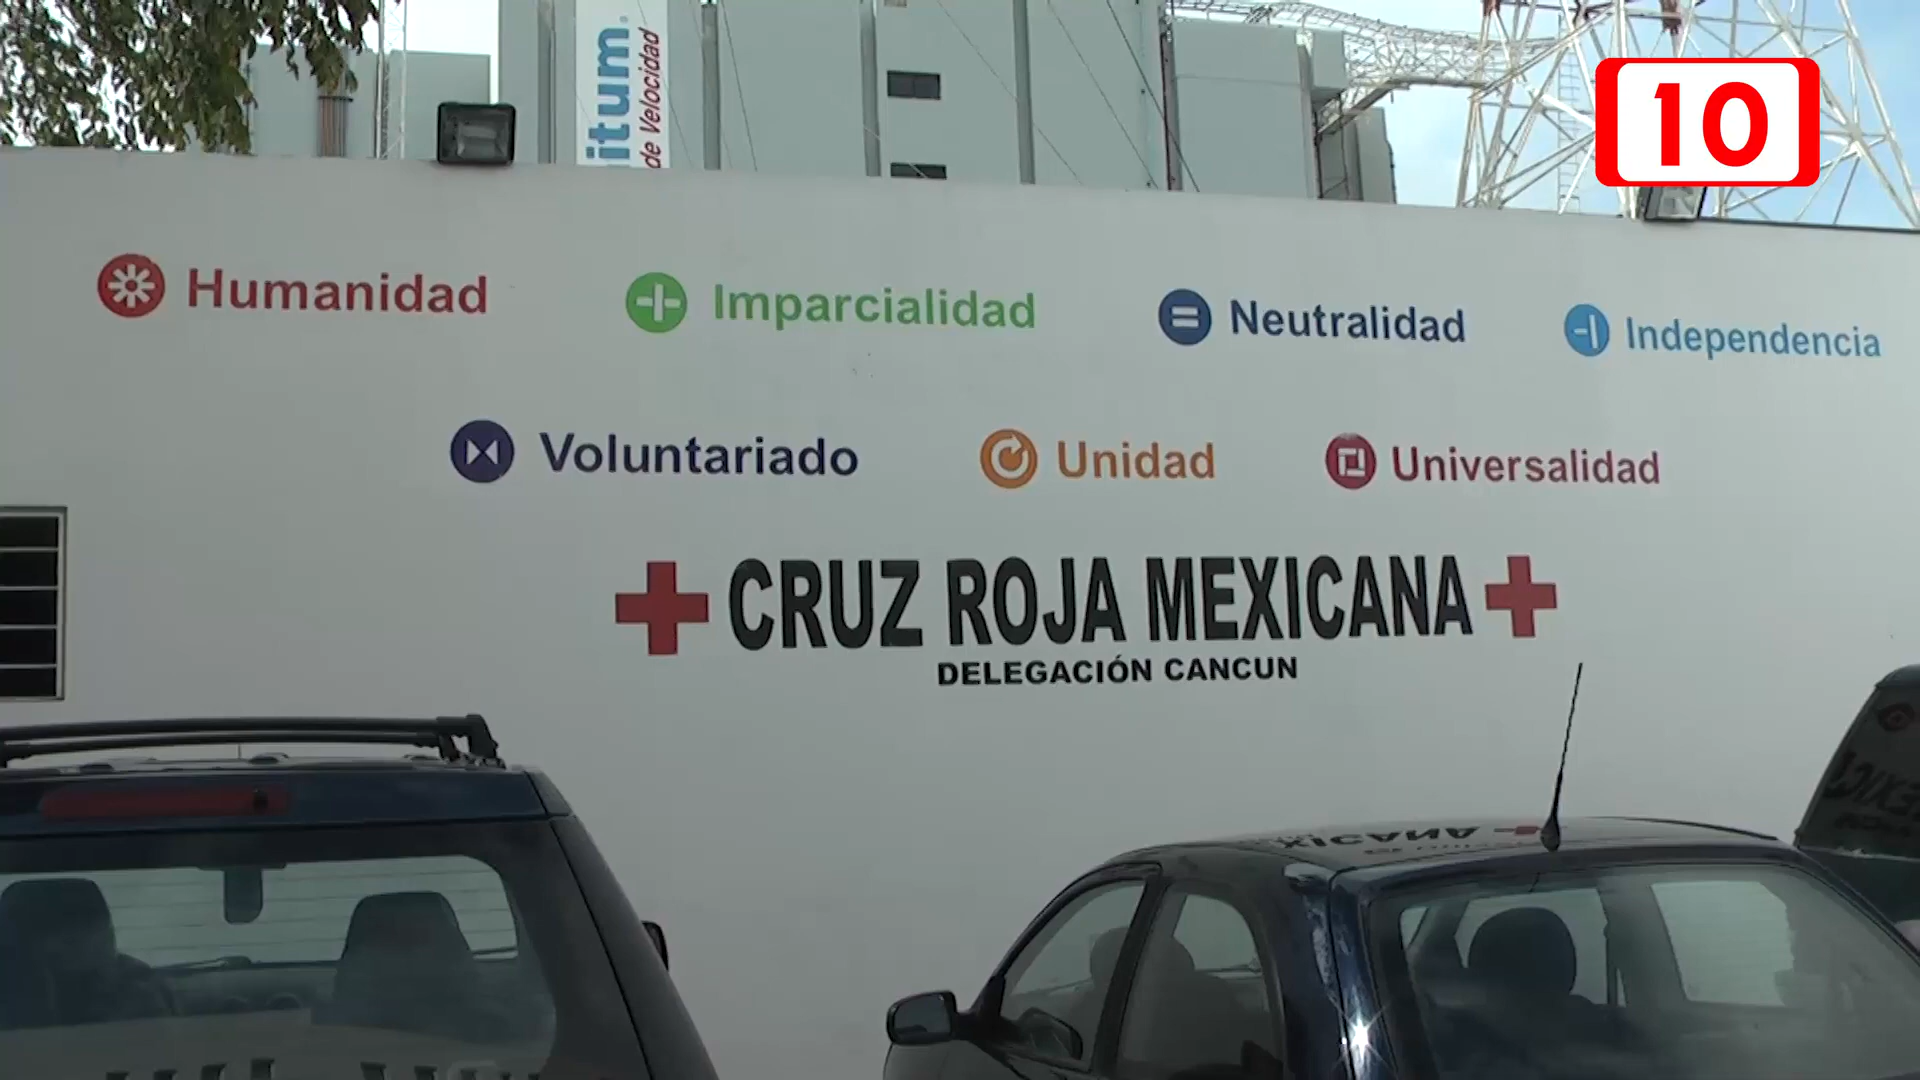 itum.
de Velocidad
10
Humanidad
Imparcialidad
Neutralidad
Independencia
Voluntariado
Unidad
Universalidad
CRUZ ROJA MEXICANA
DELEGACIÓN CANCUN